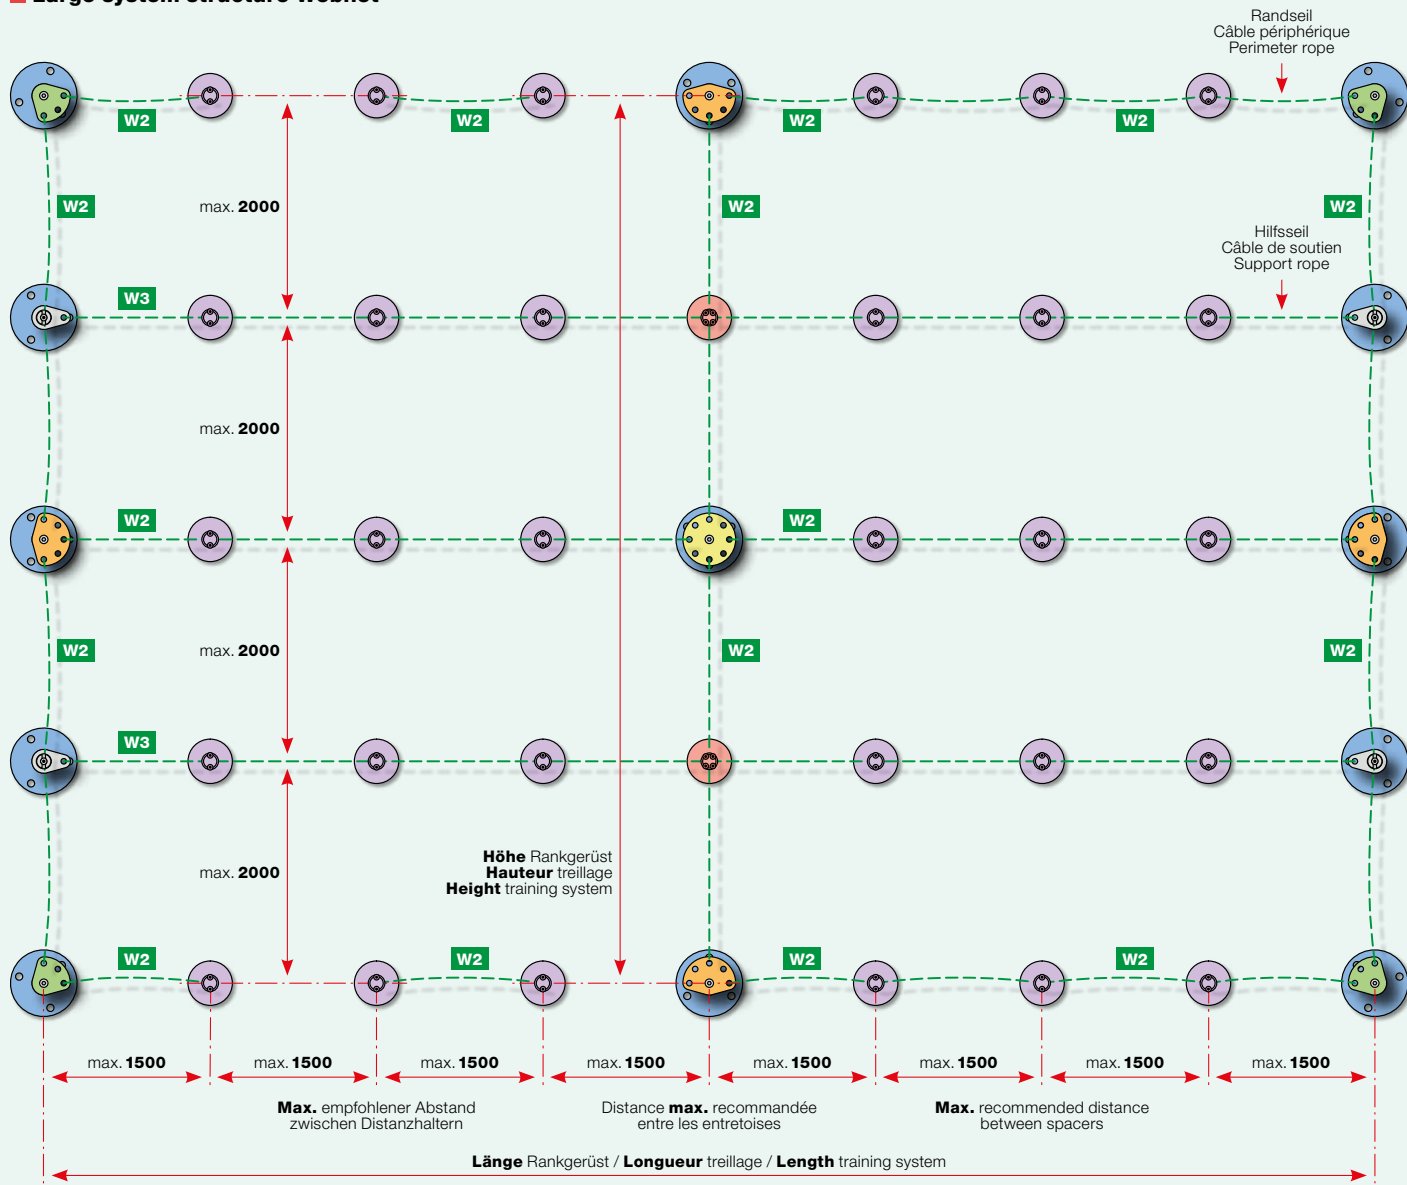 Large system structure Webnet
Randseil
Câble périphérique
Perimeter rope
W2
W2
W2
W2
W2
max. 2000
W2
W2
Hilfsseil
Câble de soutien
Support rope
W3
max. 2000
W2
W2
W2
max. 2000
W2
W2
W3
Höhe Rankgerüst
Hauteur treillage
Height training system
max. 2000
W2
W2
W2
W2
max. 1500
max. 1500
max. 1500
max. 1500
max. 1500
max. 1500
max. 1500
max. 1500
Max. empfohlener Abstand
zwischen Distanzhaltern
Distance max. recommandée
entre les entretoises
Max. recommended distance
between spacers
Länge Rankgerüst / Longueur treillage / Length training system